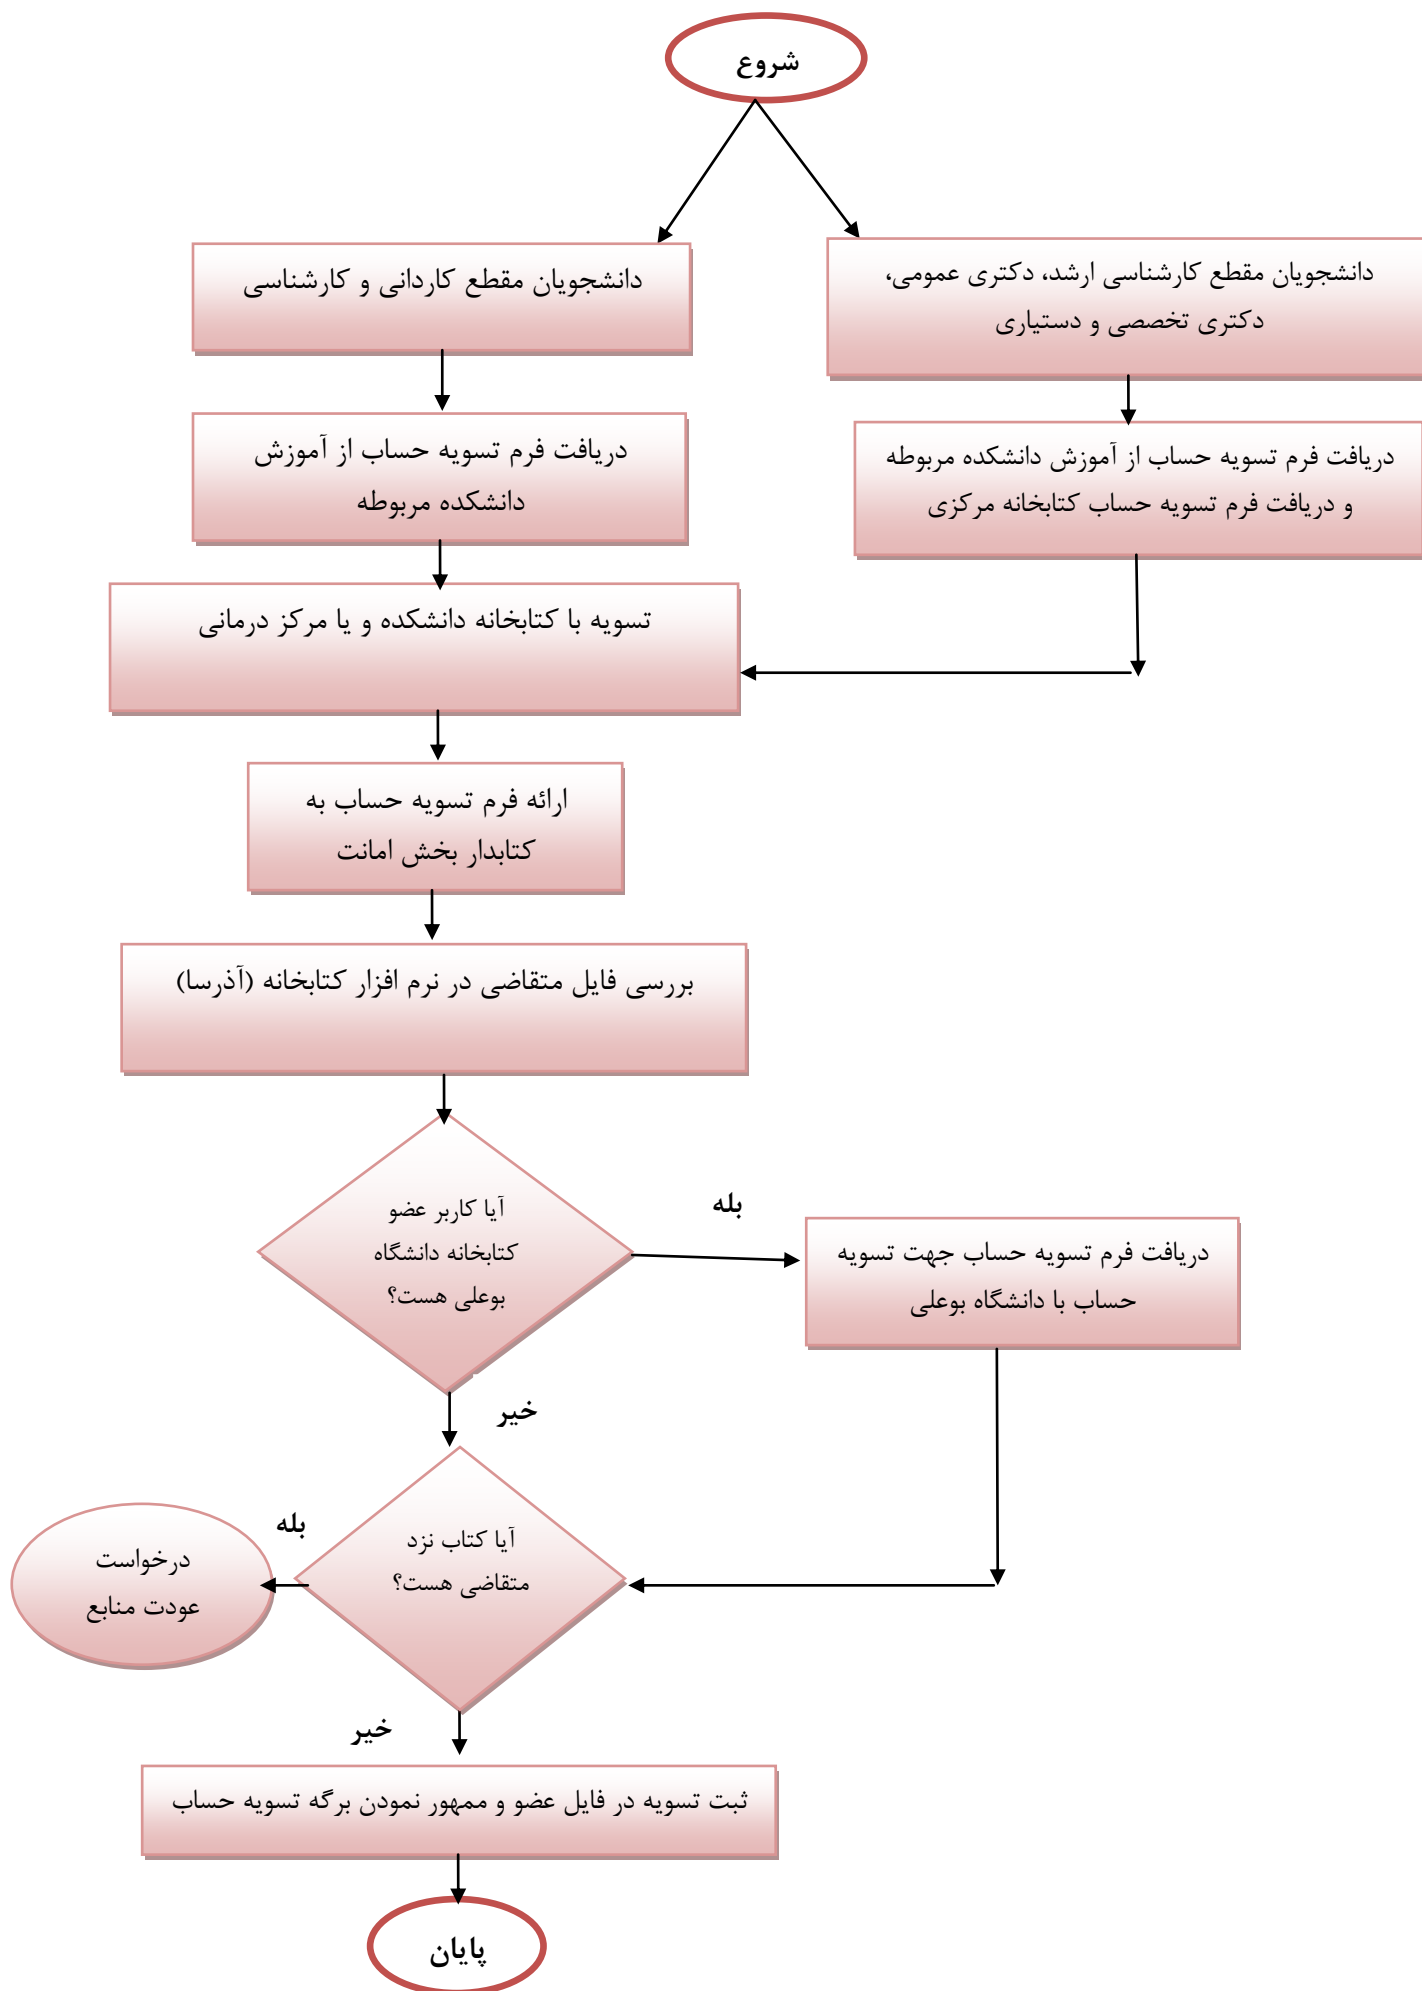 شروع
دانشجویان مقطع کارشناسی ارشد، دکتری عمومی،
دکتری تخصصی و دستیاری
دانشجویان مقطع کاردانی و کارشناسی
دریافت فرم تسویه حساب از آموزش دانشکده مربوطه
و دریافت فرم تسویه حساب کتابخانه مرکزی
دریافت فرم تسویه حساب از آموزش
دانشکده مربوطه
تسویه با کتابخانه دانشکده و یا مرکز درمانی
ارائه فرم تسویه حساب به
کتابدار بخش امانت
بررسی فایل متقاضی در نرم افزار کتابخانه (آذرسا)
آیا کاربر عضو
کتابخانه دانشگاه
بوعلی هست؟
بله
دریافت فرم تسویه حساب جهت تسویه
حساب با دانشگاه بوعلی
خیر
آیا کتاب نزد
متقاضی هست؟
بله
درخواست
عودت منابع
خیر
ثبت تسویه در فایل عضو و ممهور نمودن برگه تسویه حساب
پایان